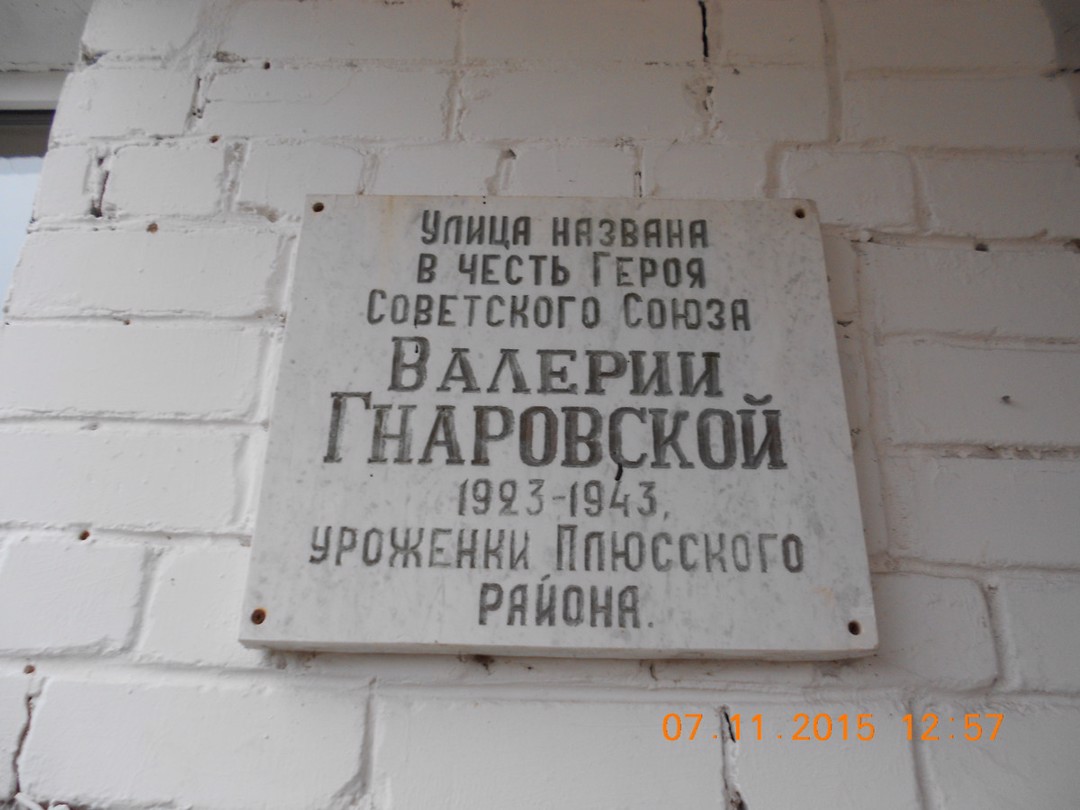 Улица названа
в честь Героя
Советского Союза
Валерии
Гнаровской
1923-1943,
уроженки Плюсского
района.
07.11.2015 12:57